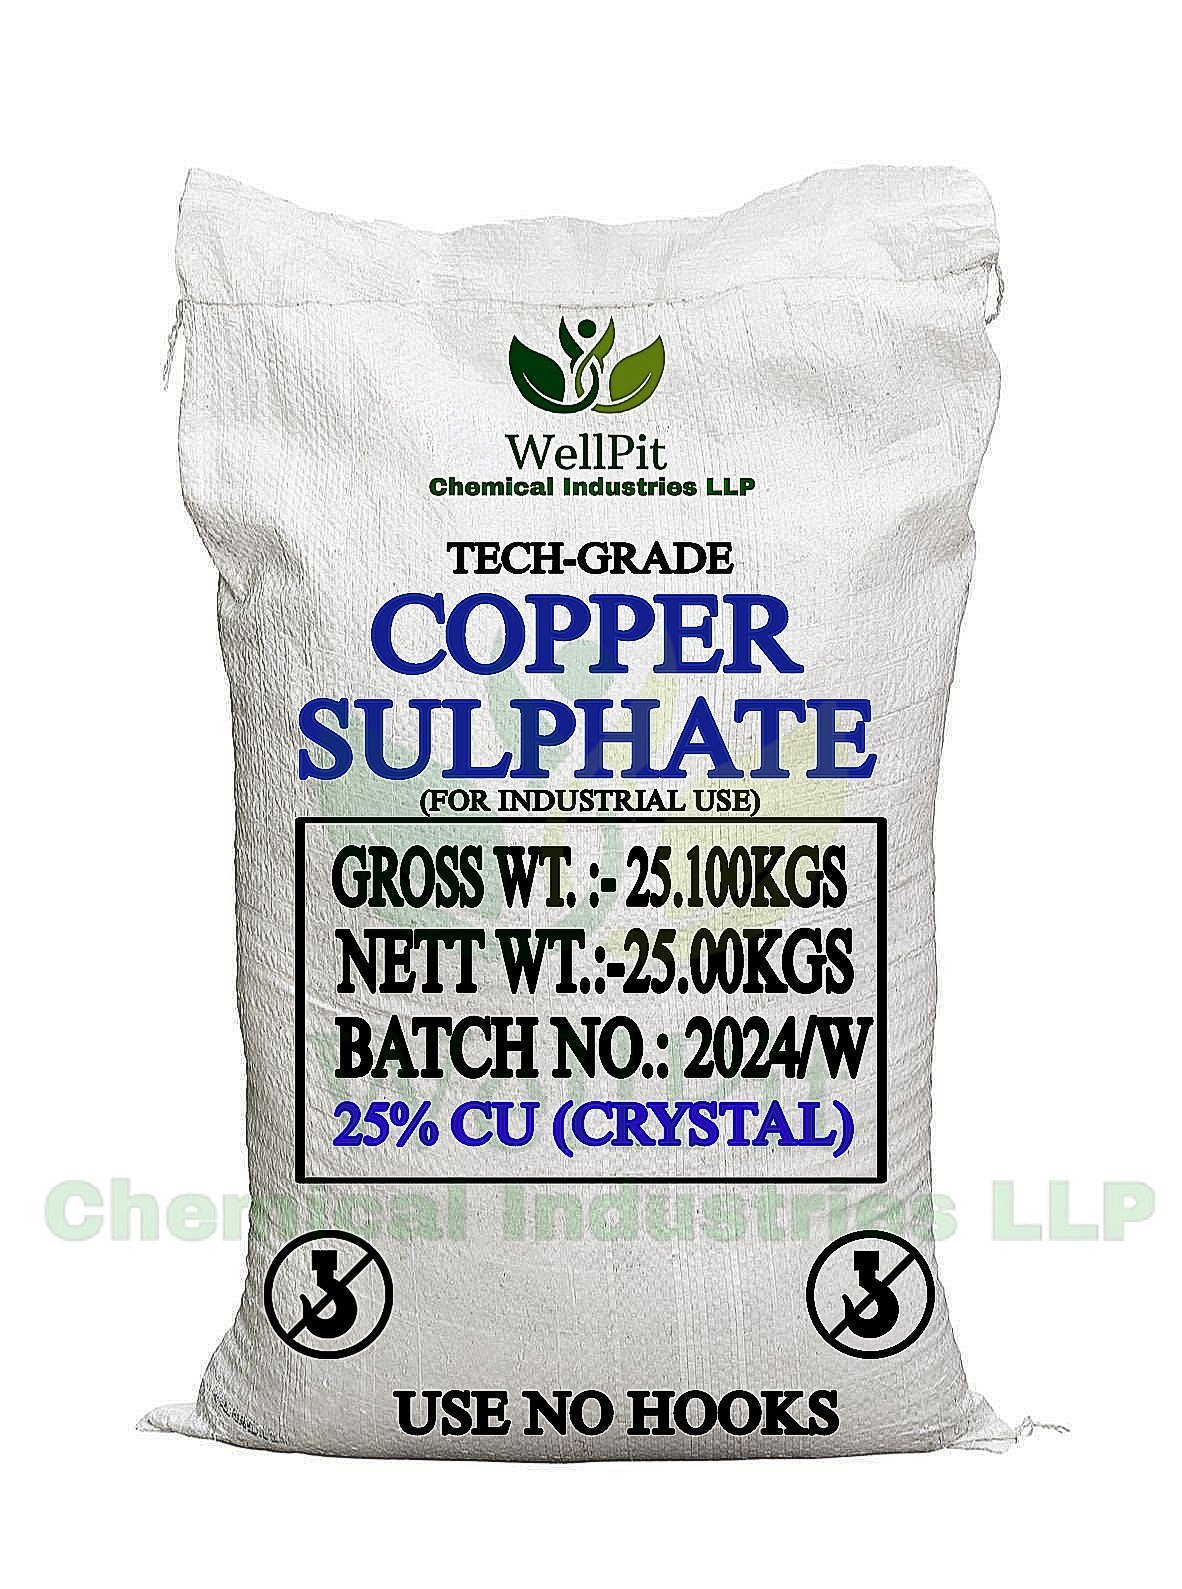 WellPit
Chemical Industries LLP
TECH-GRADE
COPPER
SULPHATE
(FOR INDUSTRIAL USE)
GROSS WT. :- 25.100KGS
NETT WT.:-25.00KGS
BATCH NO.: 2024/W
25% CU (CRYSTAL)
WellPit
Chemical Industries LLP
USE NO HOOKS